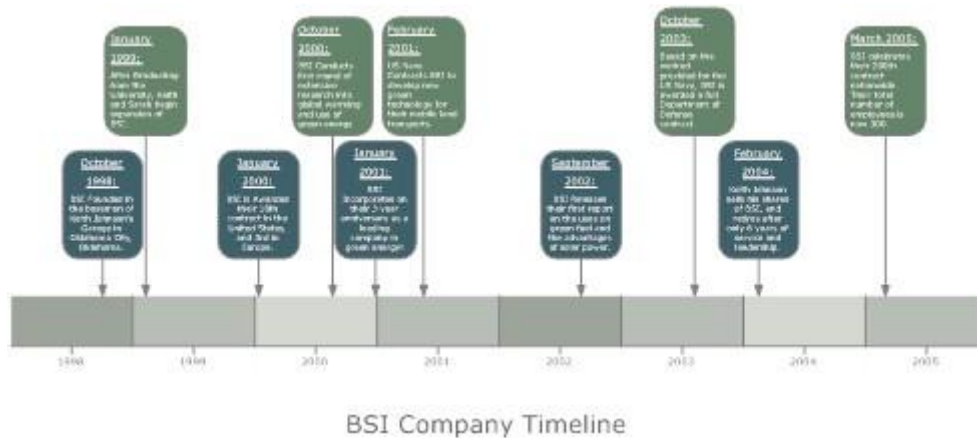 January
1999:
After Graduating
from the
University, Keith
and Sarah begin
expansion of
BSI.
October
2000:
BSI Conducts
first round of
extensive
research into
global warming
and use of
green energy
February
2001:
US Navy
Contracts BSI to
develop new
green
technology for
their mobile land
transports.
October
2003:
Based on the
contract
provided for the
US Navy, BSI is
awarded a full
Department of
Defense
contract.
March 2005:
BSI celebrates
their 200th
contract
nationwide
Their total
number of
employees is
now 300
October
1998:
BSI Founded in
the basement of
Keith Johnson's
Garage in
Oklahoma City,
Oklahoma.
January
2000:
BSI is Awarded
their 10th
contract in the
United States,
and 3rd in
Europe.
January
2001:
BSI
Incorporates on
their 3 year
anniversary as a
leading
company in
green energy!
September
2002:
BSI Releases
their first report
on the uses on
green fuel and
the advantages
of solar power.
February
2004:
Keith Johnson
sells his shares
of BSI, and
retires after
only 6 years of
service and
leadership.
1998 1999 2000 2001 2002 2003 2004 2005
BSI Company Timeline